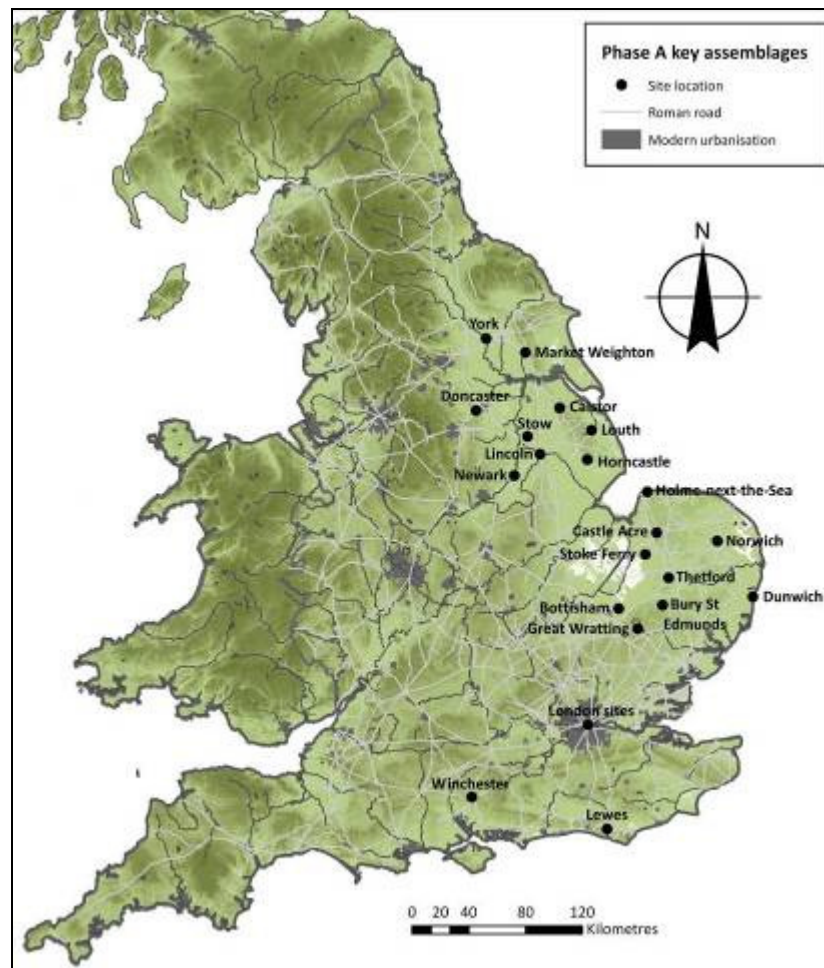 Phase A key assemblages
Site location
Roman road
Modern urbanisation
N
York
Market Weighton
Doncaster
Caistor
Stow
Louth
Lincoln
Horncastle
Newark
Holme-next-the-Sea
Castle Acre
Norwich
Stoke Ferry
Thetford
Dunwich
Bottisham
Bury St
Edmunds
Great Wratting
London sites
Winchester
Lewes
0 20 40 80 120
Kilometres